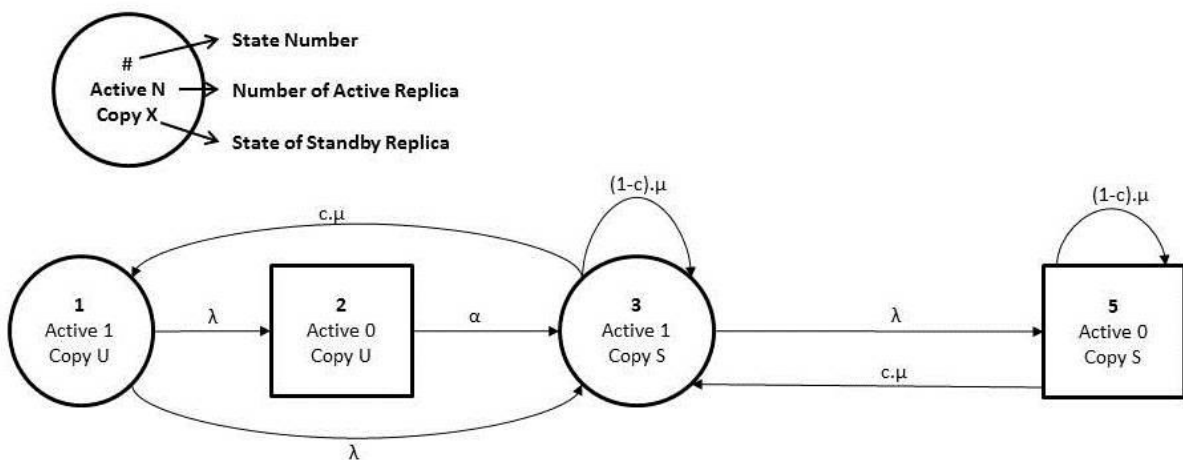 #
Active N
Copy X
State Number
Number of Active Replica
State of Standby Replica
(1-c).μ
(1-c).μ
c.μ
1
Active 1
Copy U
λ
2
Active 0
Copy U
α
3
Active 1
Copy S
λ
5
Active 0
Copy S
c.μ
λ